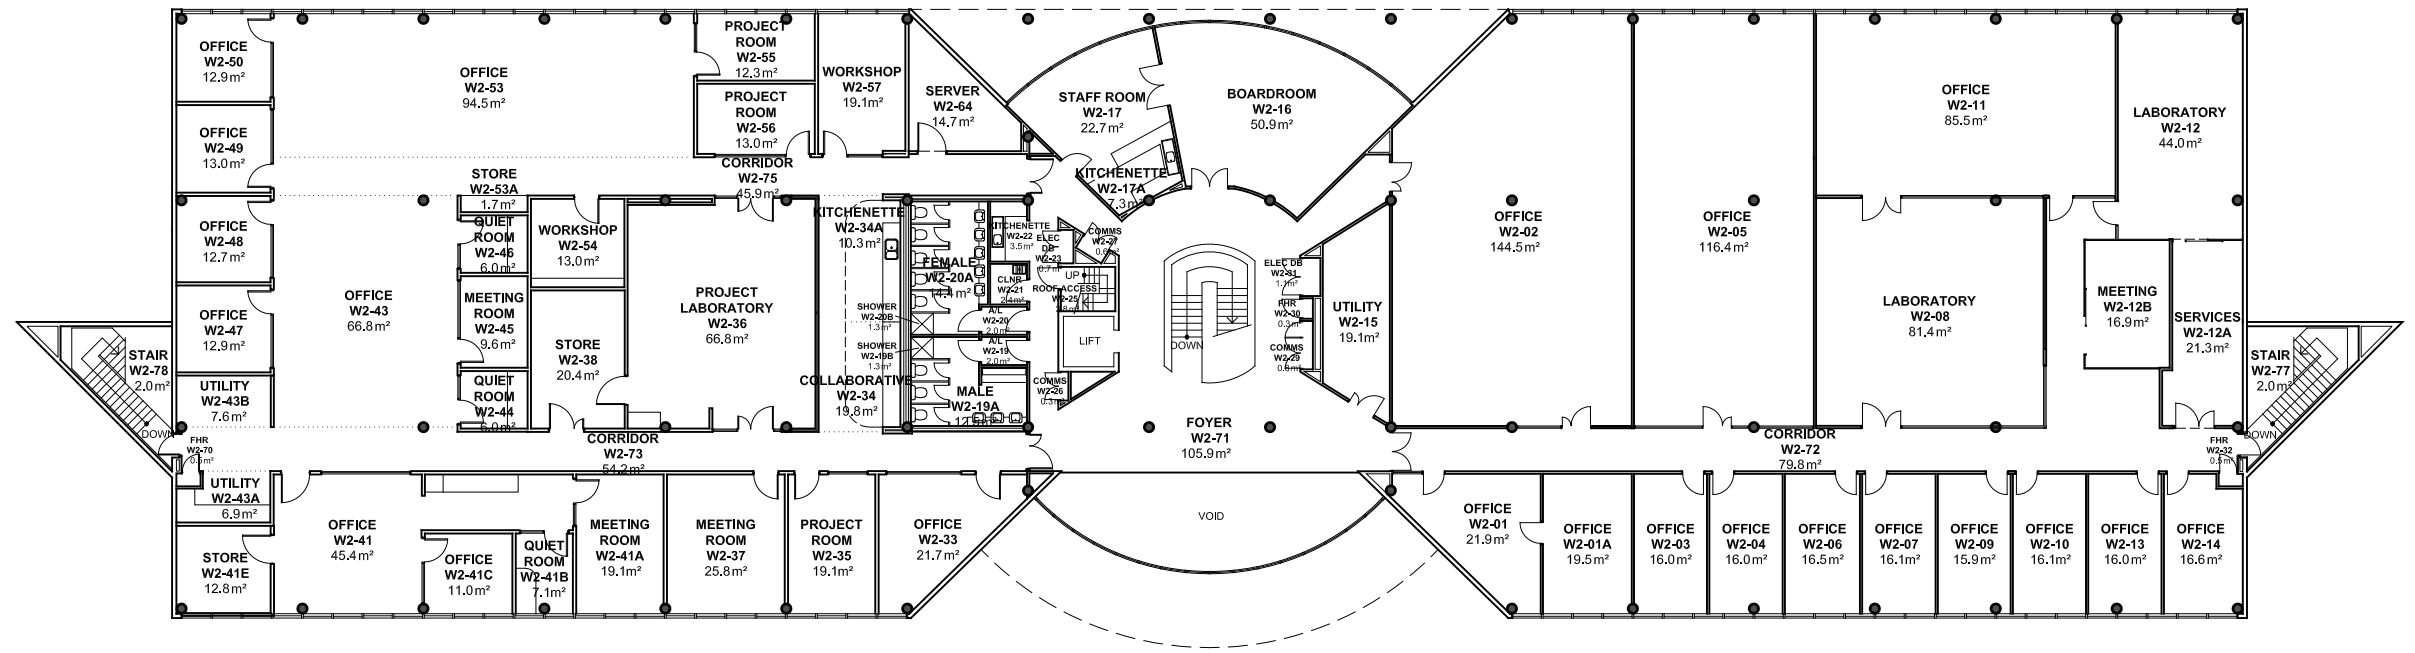 OFFICE
W2-50
12.9m²
OFFICE
W2-53
94.5m²
PROJECT
ROOM
W2-55
12.3m²
WORKSHOP
W2-57
19.1m²
PROJECT
ROOM
W2-56
13.0m²
SERVER
W2-64
14.7m²
STAFF ROOM
W2-17
22.7m²
BOARDROOM
W2-16
50.9m²
OFFICE
W2-11
85.5m²
LABORATORY
W2-12
44.0m²
OFFICE
W2-49
13.0m²
STORE
W2-53A
1.7m²
CORRIDOR
W2-75
45.9m²
KITCHENETTE
W2-17A
7.3m²
OFFICE
W2-48
12.7m²
QUIET
ROOM
W2-46
6.0m²
WORKSHOP
W2-54
13.0m²
KITCHENETTE
W2-34A
10.3m²
KITCHENETTE
W2-22
3.5m²
ELEC
DB
W2-23
0.7m²
COMMS
W2-27
0.6m²
OFFICE
W2-02
144.5m²
OFFICE
W2-05
116.4m²
FEMALE
W2-20A
14.4m²
CLNR
W2-21
2.4m²
UP
ROOF ACCESS
W2-25
ELEC DB
W2-31
1.1m²
OFFICE
W2-43
66.8m²
MEETING
ROOM
W2-45
9.6m²
PROJECT
LABORATORY
W2-36
66.8m²
SHOWER
W2-20B
1.3m²
A/L
W2-20
2.0m²
FHR
W2-30
0.3m²
UTILITY
W2-15
19.1m²
LABORATORY
W2-08
81.4m²
MEETING
W2-12B
16.9m²
SERVICES
W2-12A
21.3m²
OFFICE
W2-47
12.9m²
STORE
W2-38
20.4m²
SHOWER
W2-19B
1.3m²
A/L
W2-19
2.0m²
LIFT
DOWN
COMMS
W2-29
0.8m²
STAIR
W2-78
2.0m²
STAIR
W2-77
2.0m²
UTILITY
W2-43B
7.6m²
QUIET
ROOM
W2-44
6.0m²
COLLABORATIVE
W2-34
19.8m²
MALE
W2-19A
COMMS
W2-26
0.3m²
FOYER
W2-71
105.9m²
DOWN
FHR
W2-70
0.5m²
CORRIDOR
W2-73
54.2m²
CORRIDOR
W2-72
79.8m²
DOWN
FHR
W2-32
0.5m²
UTILITY
W2-43A
6.9m²
OFFICE
W2-41
45.4m²
MEETING
ROOM
W2-41A
19.1m²
MEETING
ROOM
W2-37
25.8m²
PROJECT
ROOM
W2-35
19.1m²
OFFICE
W2-33
21.7m²
VOID
OFFICE
W2-01
21.9m²
OFFICE
W2-01A
19.5m²
OFFICE
W2-03
16.0m²
OFFICE
W2-04
16.0m²
OFFICE
W2-06
16.5m²
OFFICE
W2-07
16.1m²
OFFICE
W2-09
15.9m²
OFFICE
W2-10
16.1m²
OFFICE
W2-13
16.0m²
OFFICE
W2-14
16.6m²
STORE
W2-41E
12.8m²
OFFICE
W2-41C
11.0m²
QUIET
ROOM
W2-41B
7.1m²